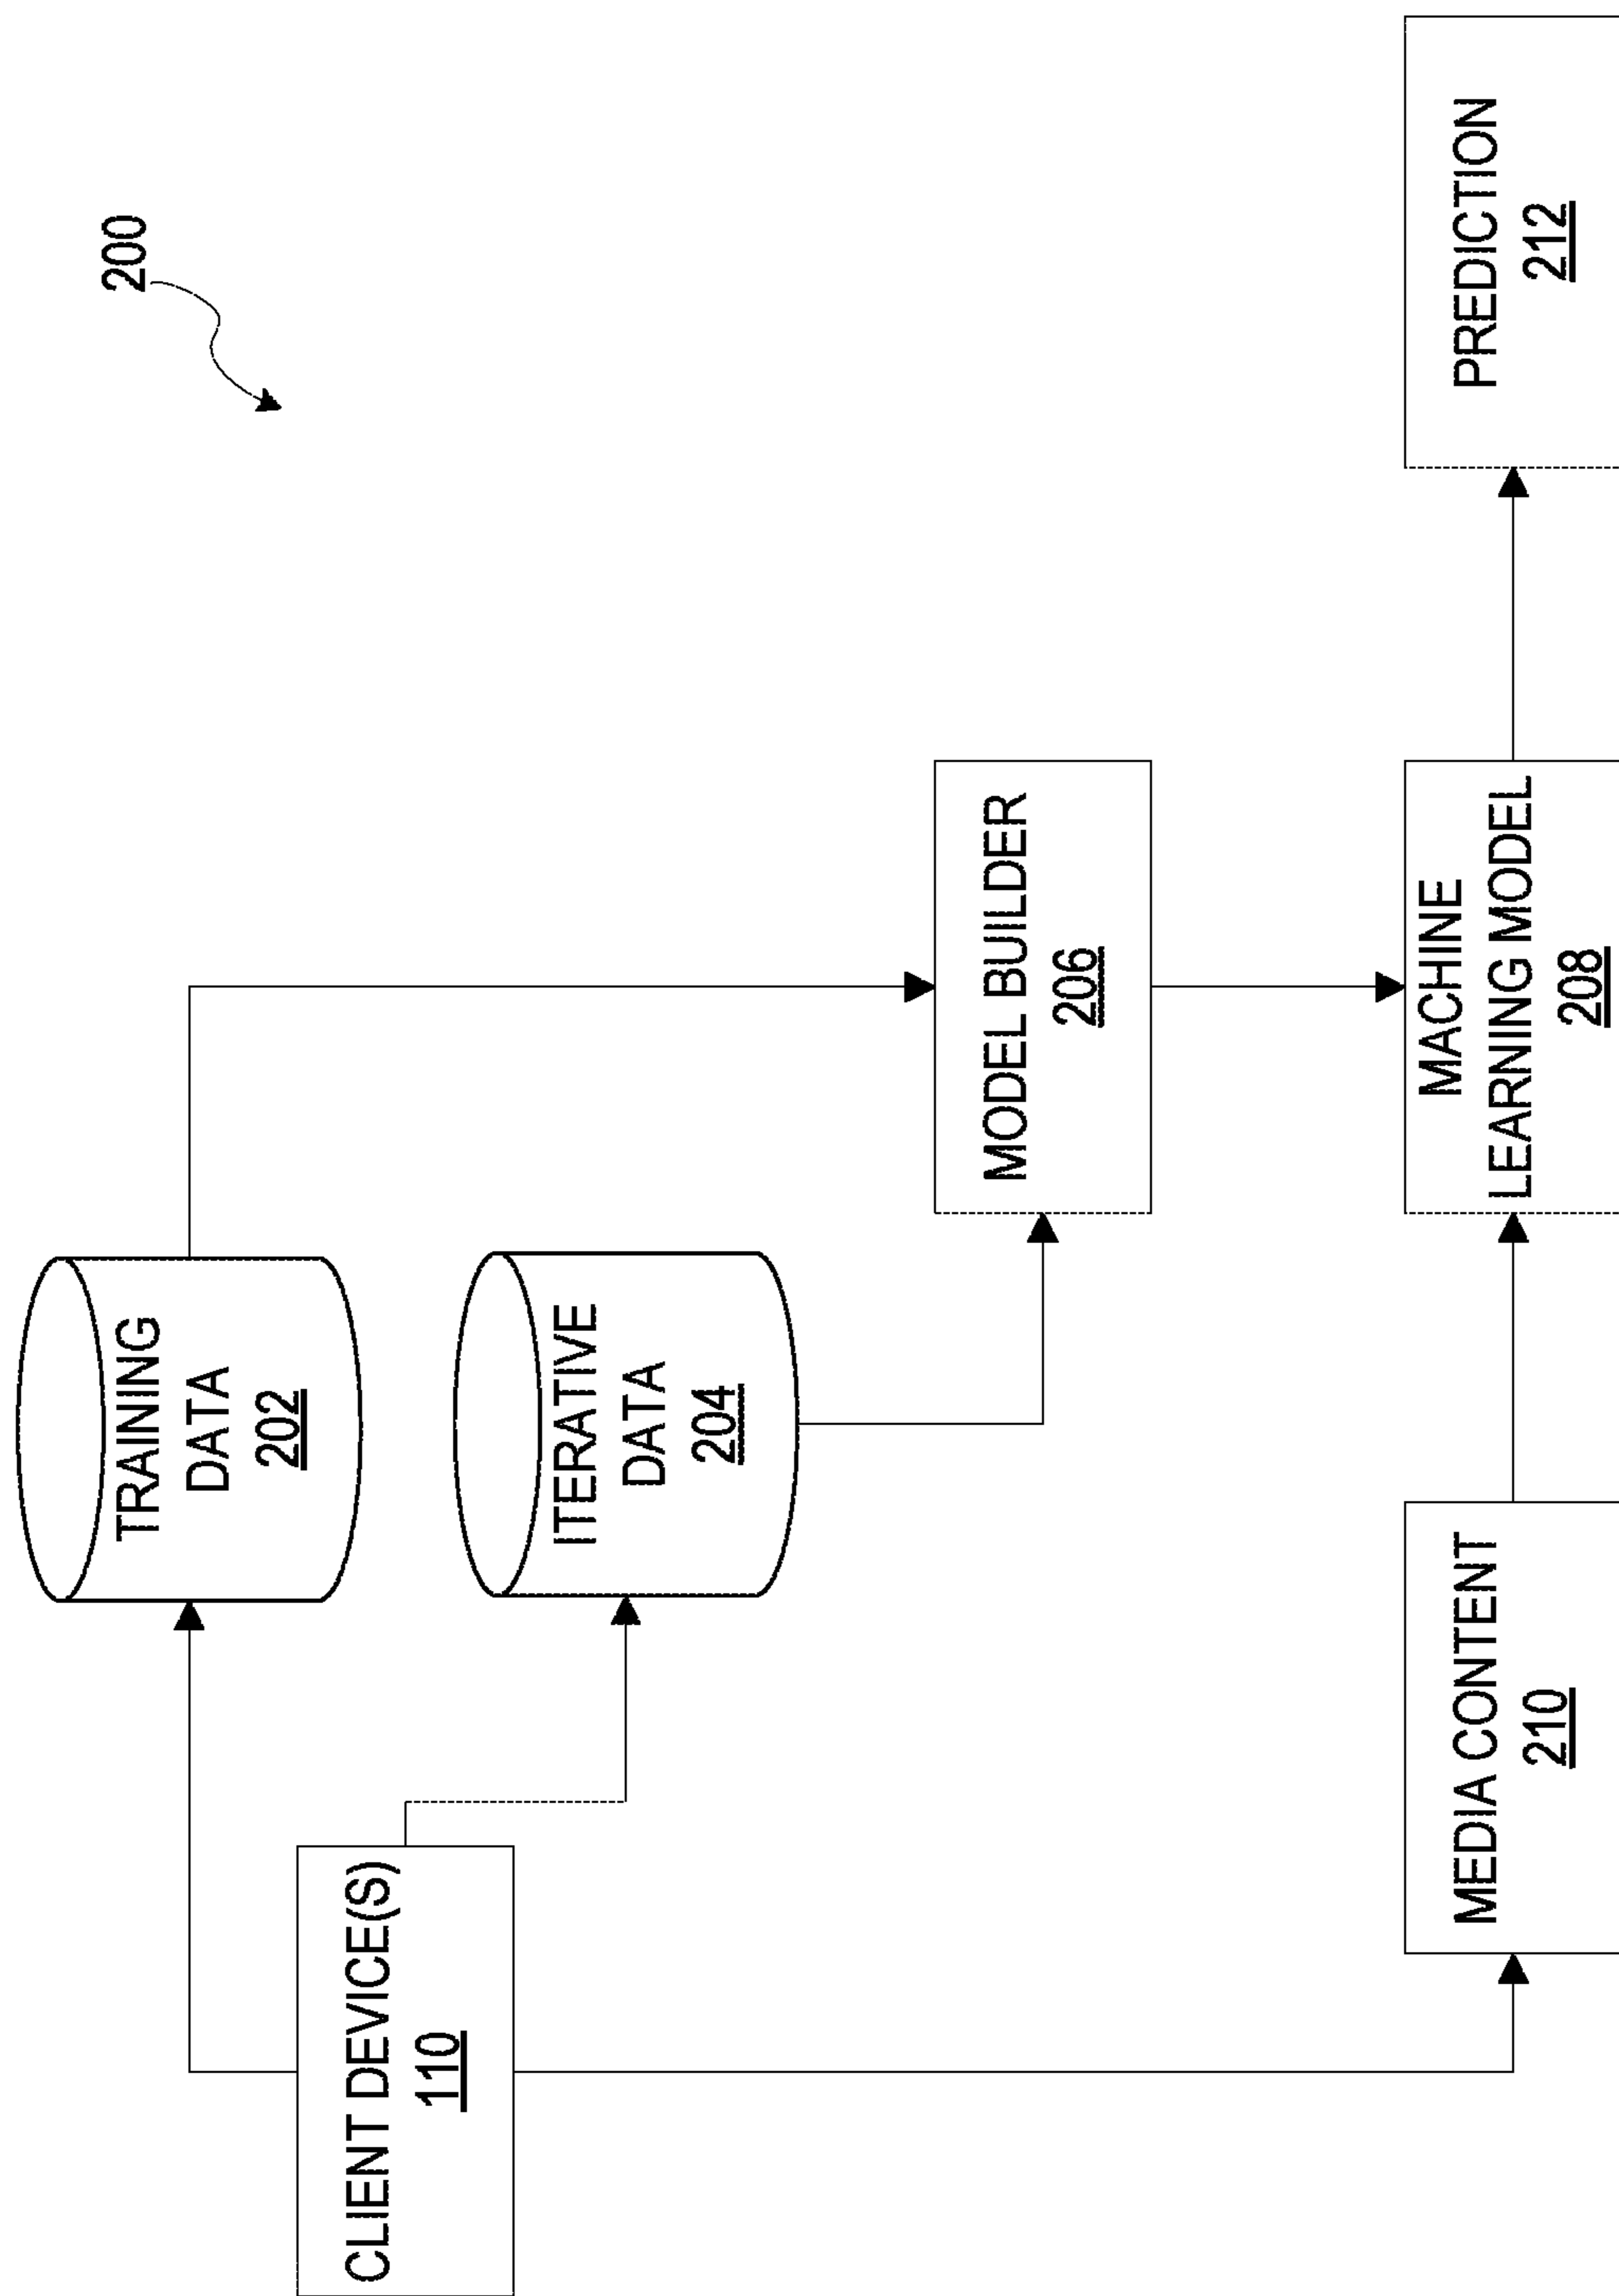 200
TRAINING
DATA
202
CLIENT DEVICE(S)
110
ITERATIVE
DATA
204
MODEL BUILDER
206
MEDIA CONTENT
210
MACHINE
LEARNING MODEL
208
PREDICTION
212